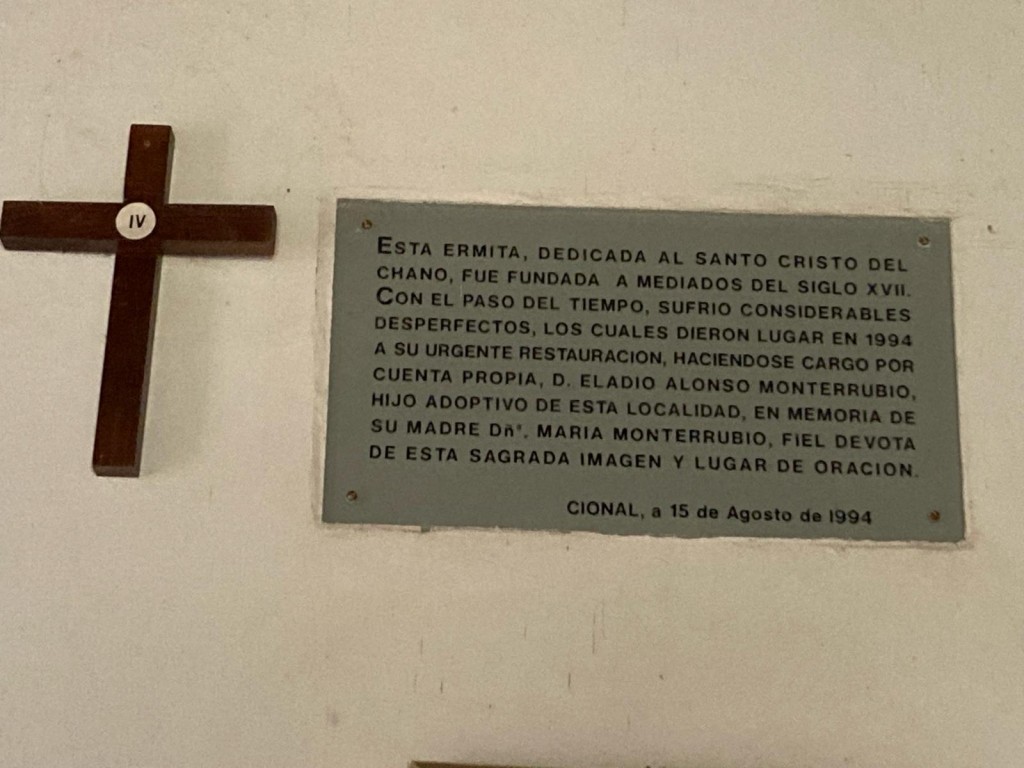 IV
ESTA ERMITA, DEDICADA AL SANTO CRISTO DEL
CHANO, FUE FUNDADA A MEDIADOS DEL SIGLO XVII.
CON EL PASO DEL TIEMPO, SUFRIO CONSIDERABLES
DESPERFECTOS, LOS CUALES DIERON LUGAR EN 1994
A SU URGENTE RESTAURACION, HACIENDOSE CARGO POR
CUENTA PROPIA, D. ELADIO ALONSO MONTERRUBIO,
HIJO ADOPTIVO DE ESTA LOCALIDAD, EN MEMORIA DE
SU MADRE Dñª. MARIA MONTERRUBIO, FIEL DEVOTA
DE ESTA SAGRADA IMAGEN Y LUGAR DE ORACION.
CIONAL, a 15 de Agosto de 1994